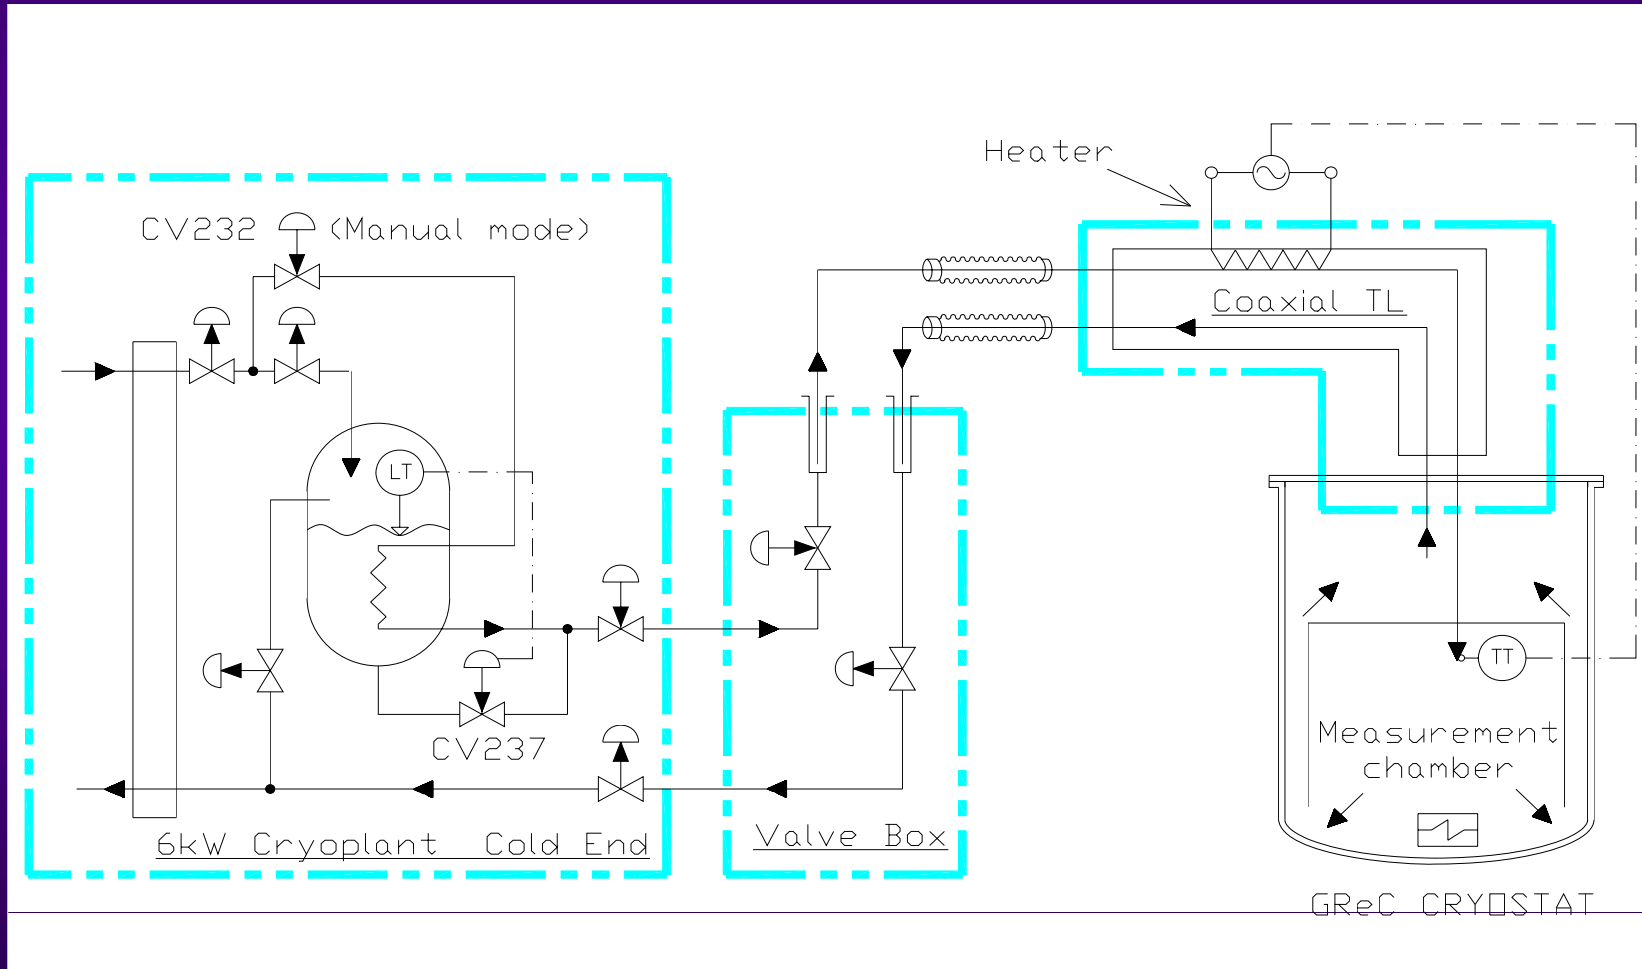 Heater
CV232 (Manual mode)
Coaxial TL
LT
TT
Measurement
chamber
CV237
6kW Cryoplant Cold End
Valve Box
GReC CRYOSTAT